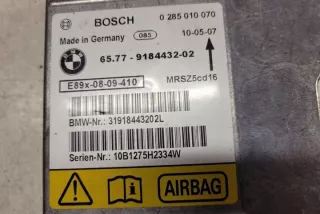 BOSCH 0 285 010 070
Made in Germany 085 10-05-07
65.77 - 9184432-02
E89x-08-09-410 MRSZ5cd16
BMW-Nr.: 31918443202L
Serien-Nr.: 10B1275H2334W
AIRBAG